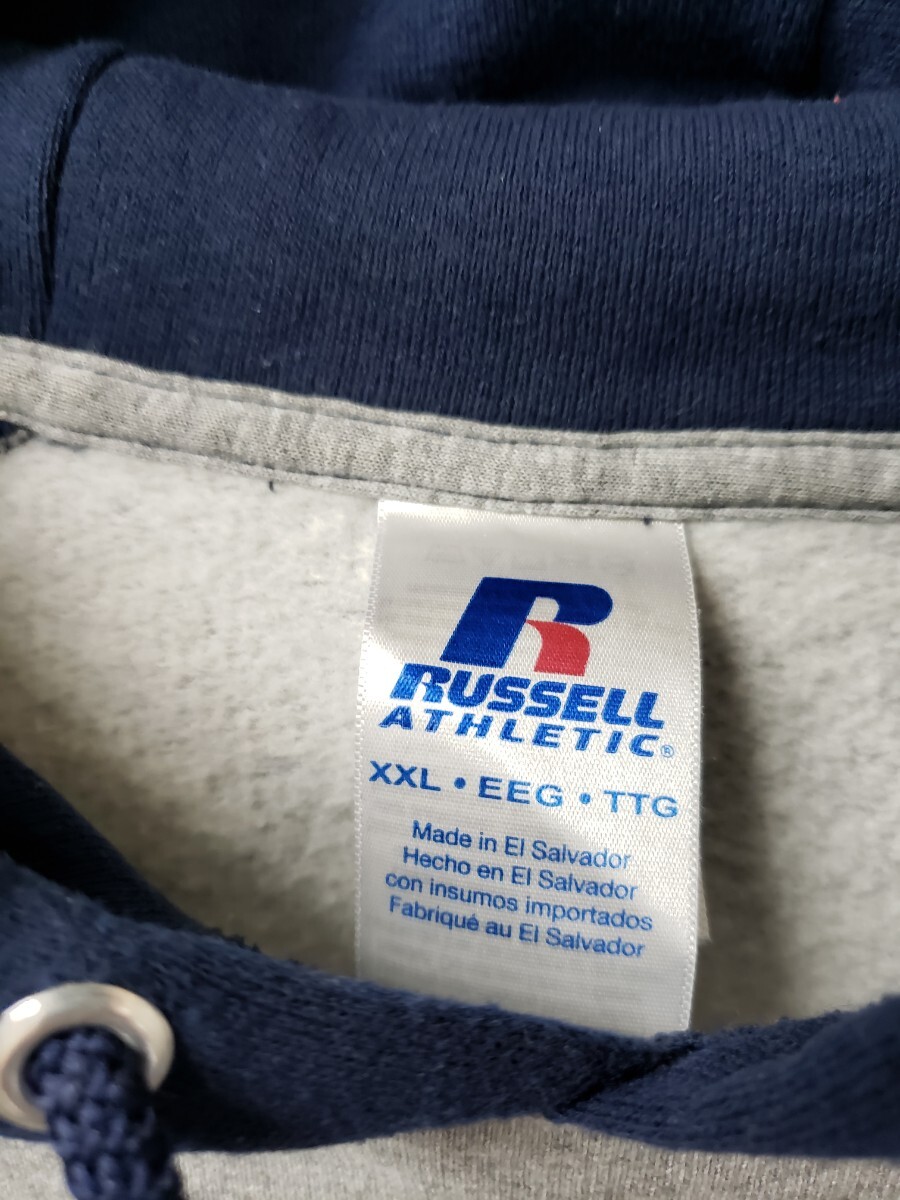 R
RUSSELL
ATHLETIC®
XXL • EEG • TTG
Made in El Salvador
Hecho en El Salvador
con insumos importados
Fabriqué au El Salvador